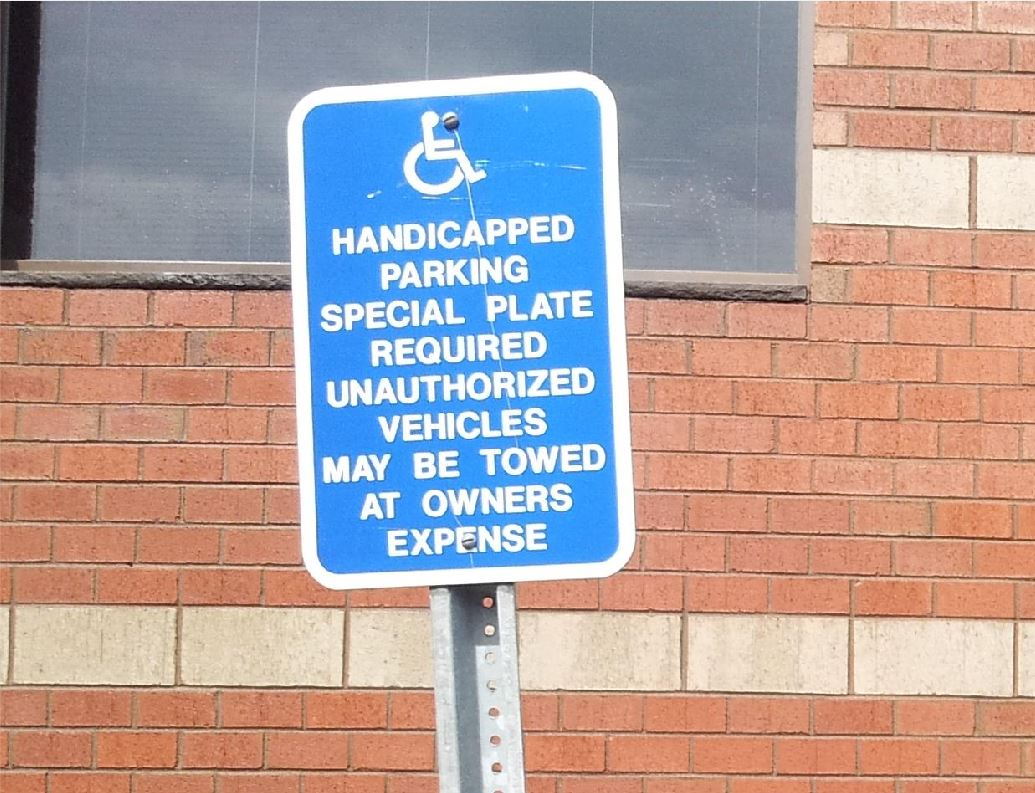 HANDICAPPED
PARKING
SPECIAL PLATE
REQUIRED
UNAUTHORIZED
VEHICLES
MAY BE TOWED
AT OWNERS
EXPENSE